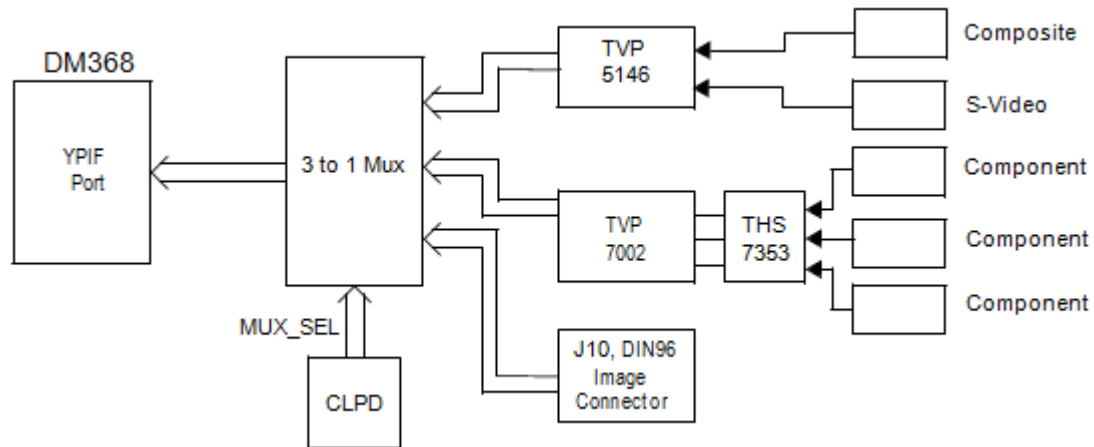 DM368
YPIF
Port
3 to 1 Mux
MUX_SEL
CLPD
TVP
5146
TVP
7002
THS
7353
J10, DIN96
Image
Connector
Composite
S-Video
Component
Component
Component